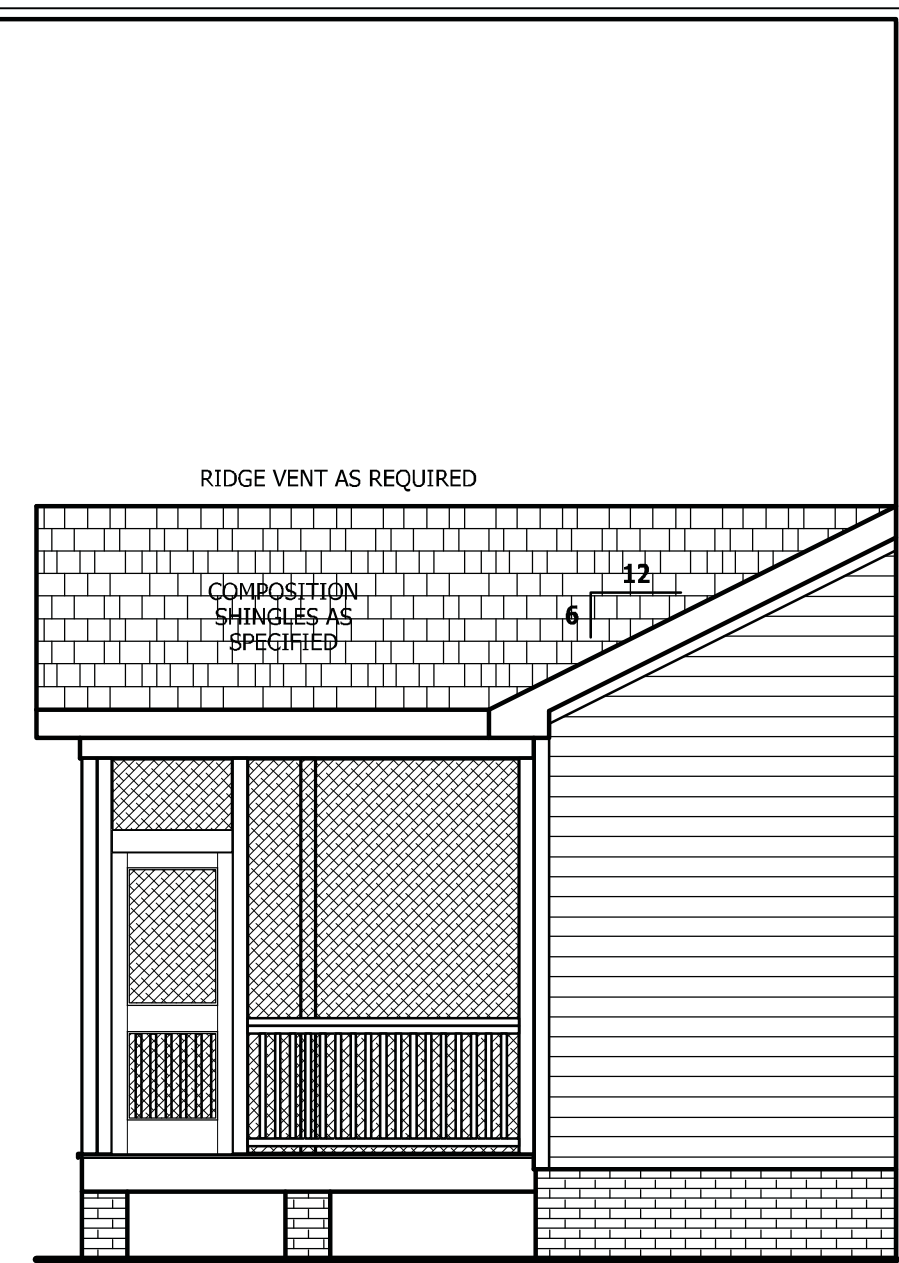 RIDGE VENT AS REQUIRED
12
6
COMPOSITION
SHINGLES AS
SPECIFIED